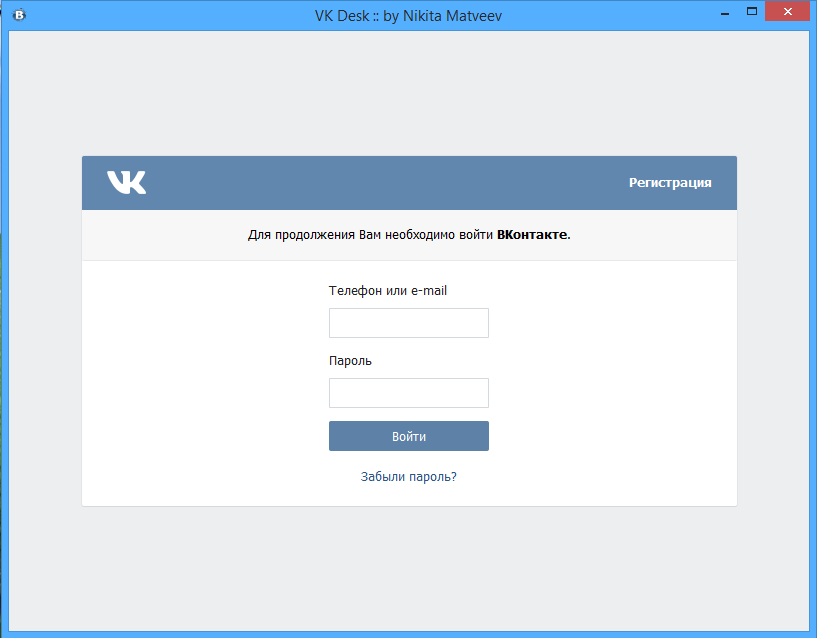 VK Desk :: by Nikita Matveev
Регистрация
Для продолжения Вам необходимо войти ВКонтакте.
Телефон или e-mail
Пароль
Войти
Забыли пароль?